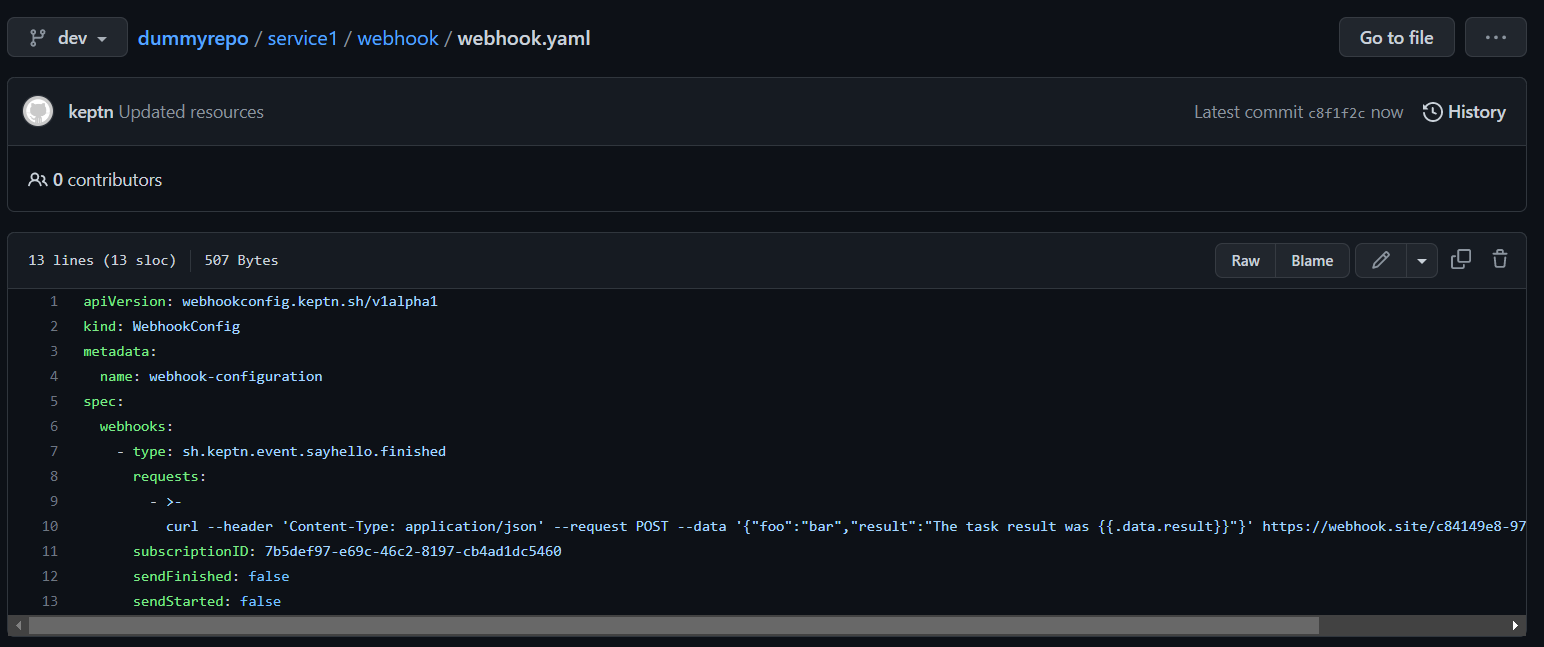 dev dummyrepo / service1 / webhook / webhook.yaml Go to file ...
keptn Updated resources Latest commit c8f1f2c now History
0 contributors
13 lines (13 sloc) 507 Bytes Raw Blame
1 apiVersion: webhookconfig.keptn.sh/v1alpha1
2 kind: WebhookConfig
3 metadata:
4   name: webhook-configuration
5 spec:
6   webhooks:
7     - type: sh.keptn.event.sayhello.finished
8       requests:
9         - >-
10           curl --header 'Content-Type: application/json' --request POST --data '{"foo":"bar","result":"The task result was {{.data.result}}"}' https://webhook.site/c84149e8-97
11       subscriptionID: 7b5def97-e69c-46c2-8197-cb4ad1dc5460
12       sendFinished: false
13       sendStarted: false